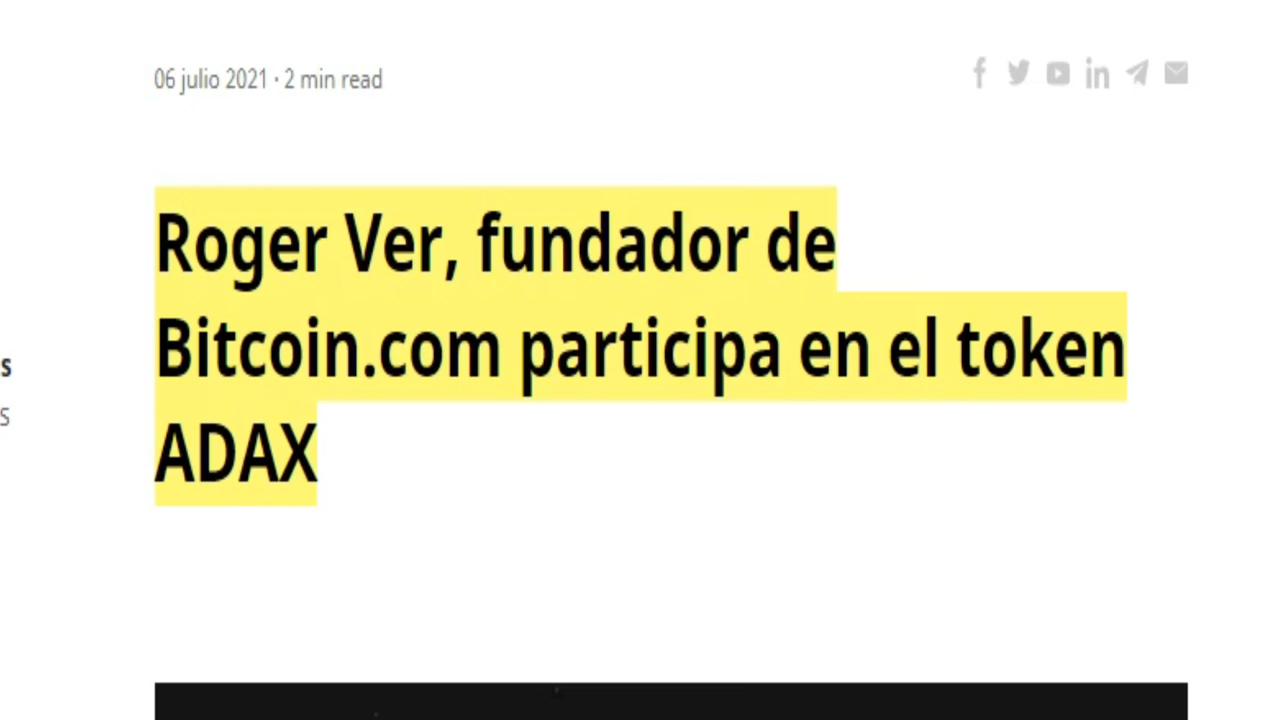 06 julio 2021 · 2 min read
Roger Ver, fundador de
Bitcoin.com participa en el token
ADAX
s
S